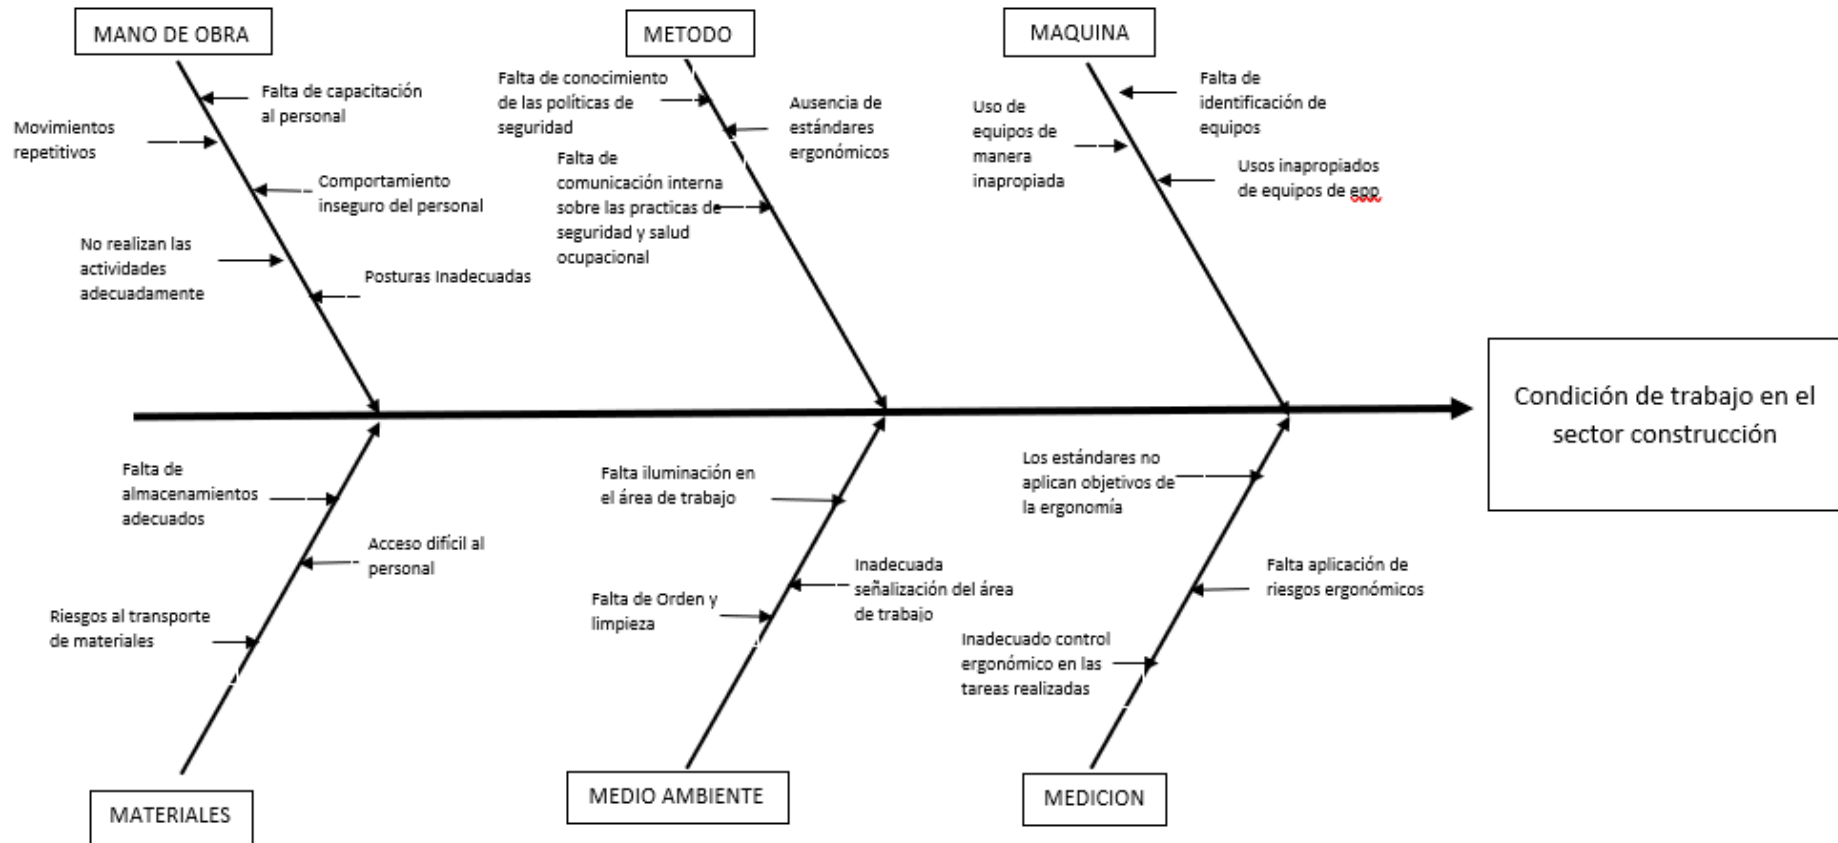 MANO DE OBRA
METODO
MAQUINA
Falta de capacitación
al personal
Movimientos
repetitivos
Comportamiento
inseguro del personal
No realizan las
actividades
adecuadamente
Posturas Inadecuadas
Falta de conocimiento
de las políticas de
seguridad
Ausencia de
estándares
ergonómicos
Falta de
comunicación interna
sobre las practicas de
seguridad y salud
ocupacional
Falta de
identificación de
equipos
Uso de
equipos de
manera
inapropiada
Usos inapropiados
de equipos de epp
Condición de trabajo en el
sector construcción
Falta de
almacenamientos
adecuados
Acceso difícil al
personal
Riesgos al transporte
de materiales
Falta iluminación en
el área de trabajo
Inadecuada
señalización del área
de trabajo
Falta de Orden y
limpieza
Los estándares no
aplican objetivos de
la ergonomía
Falta aplicación de
riesgos ergonómicos
Inadecuado control
ergonómico en las
tareas realizadas
MATERIALES
MEDIO AMBIENTE
MEDICION